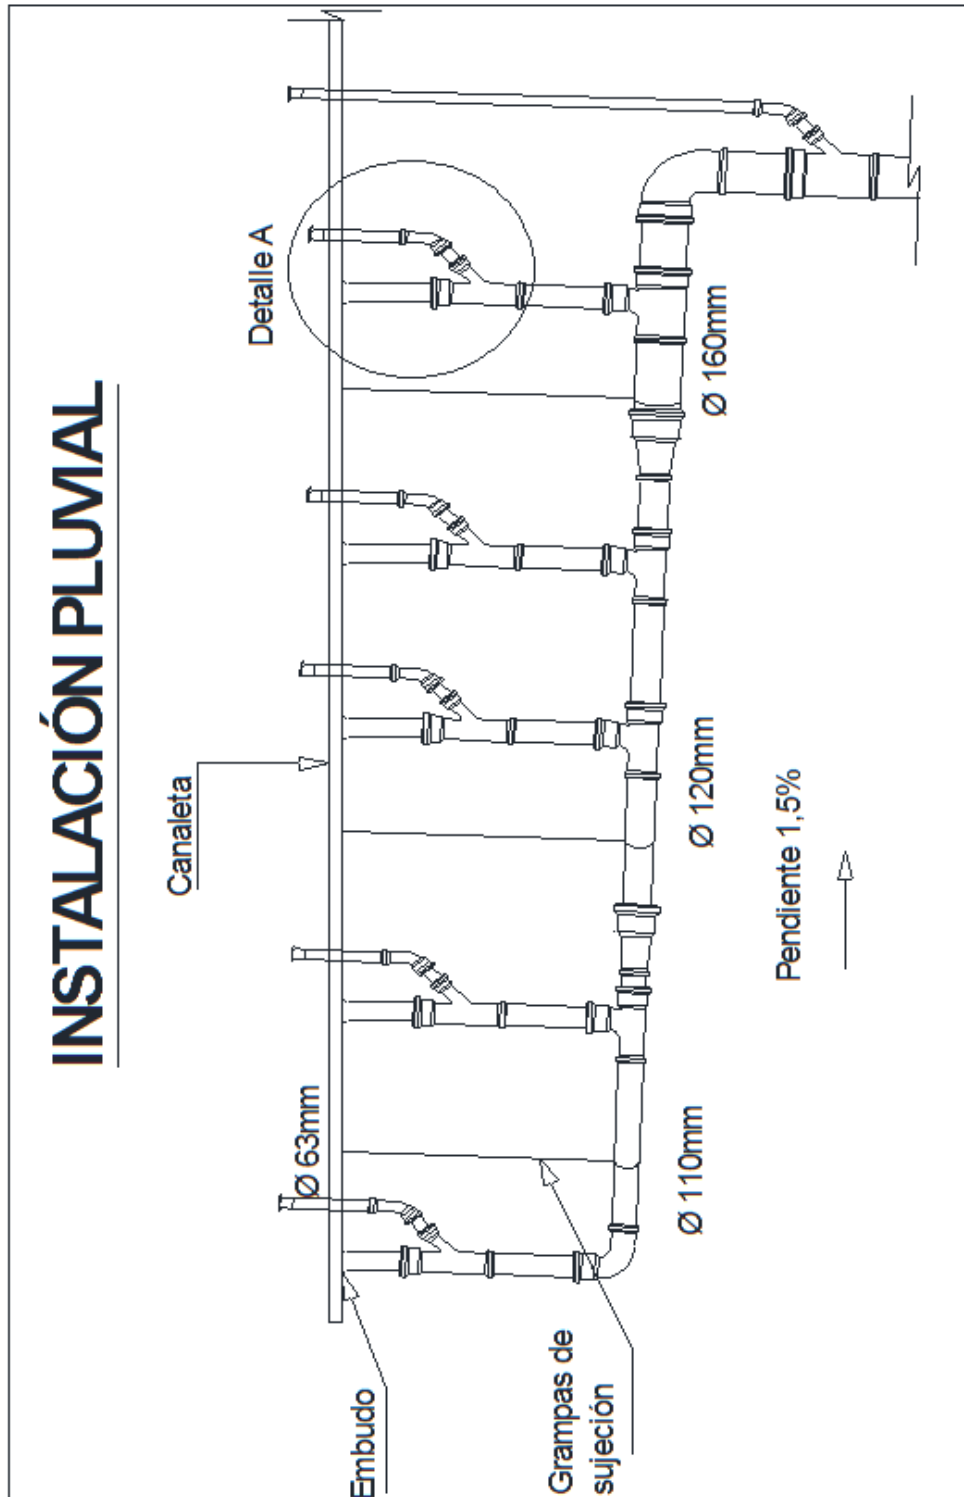 INSTALACIÓN PLUVIAL
Embudo
Canaleta
Detalle A
Ø 63mm
Grampas de
sujeción
Ø 110mm
Ø 120mm
Ø 160mm
Pendiente 1,5%